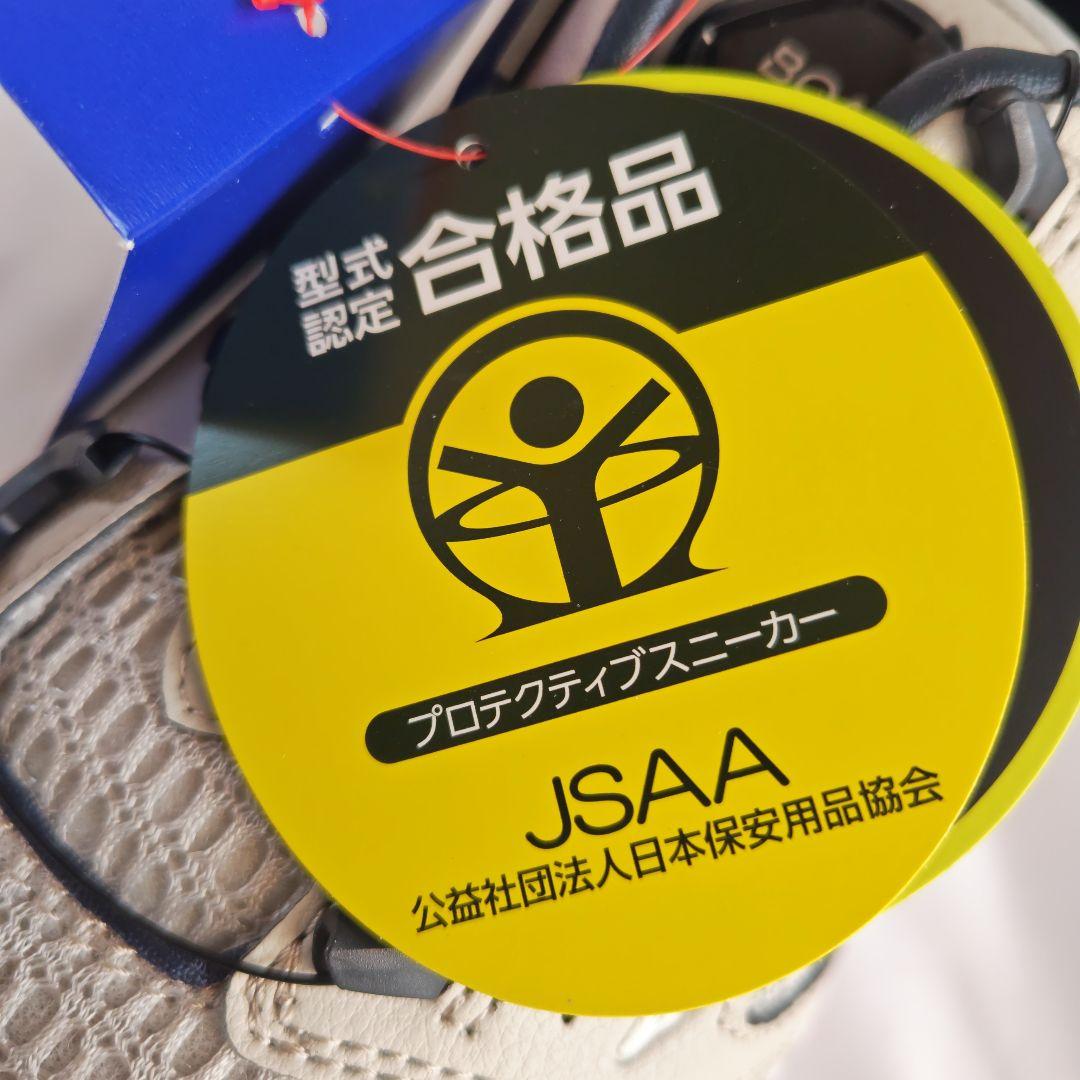 型式
認定
合格品
プロテクティブスニーカー
JSAA
公益社団法人日本保安用品協会